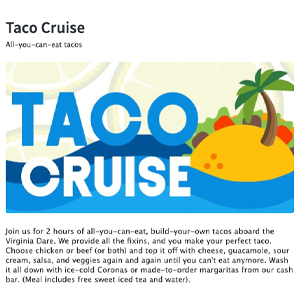 Taco Cruise
All-you-can-eat tacos
TACO
CRUISE
Join us for 2 hours of all-you-can-eat, build-your-own tacos aboard the
Virginia Dare. We provide all the fixins, and you make your perfect taco.
Choose chicken or beef (or both) and top it off with cheese, guacamole, sour
cream, salsa, and veggies again and again until you can't eat anymore. Wash
it all down with ice-cold Coronas or made-to-order margaritas from our cash
bar. (Meal includes free sweet iced tea and water).